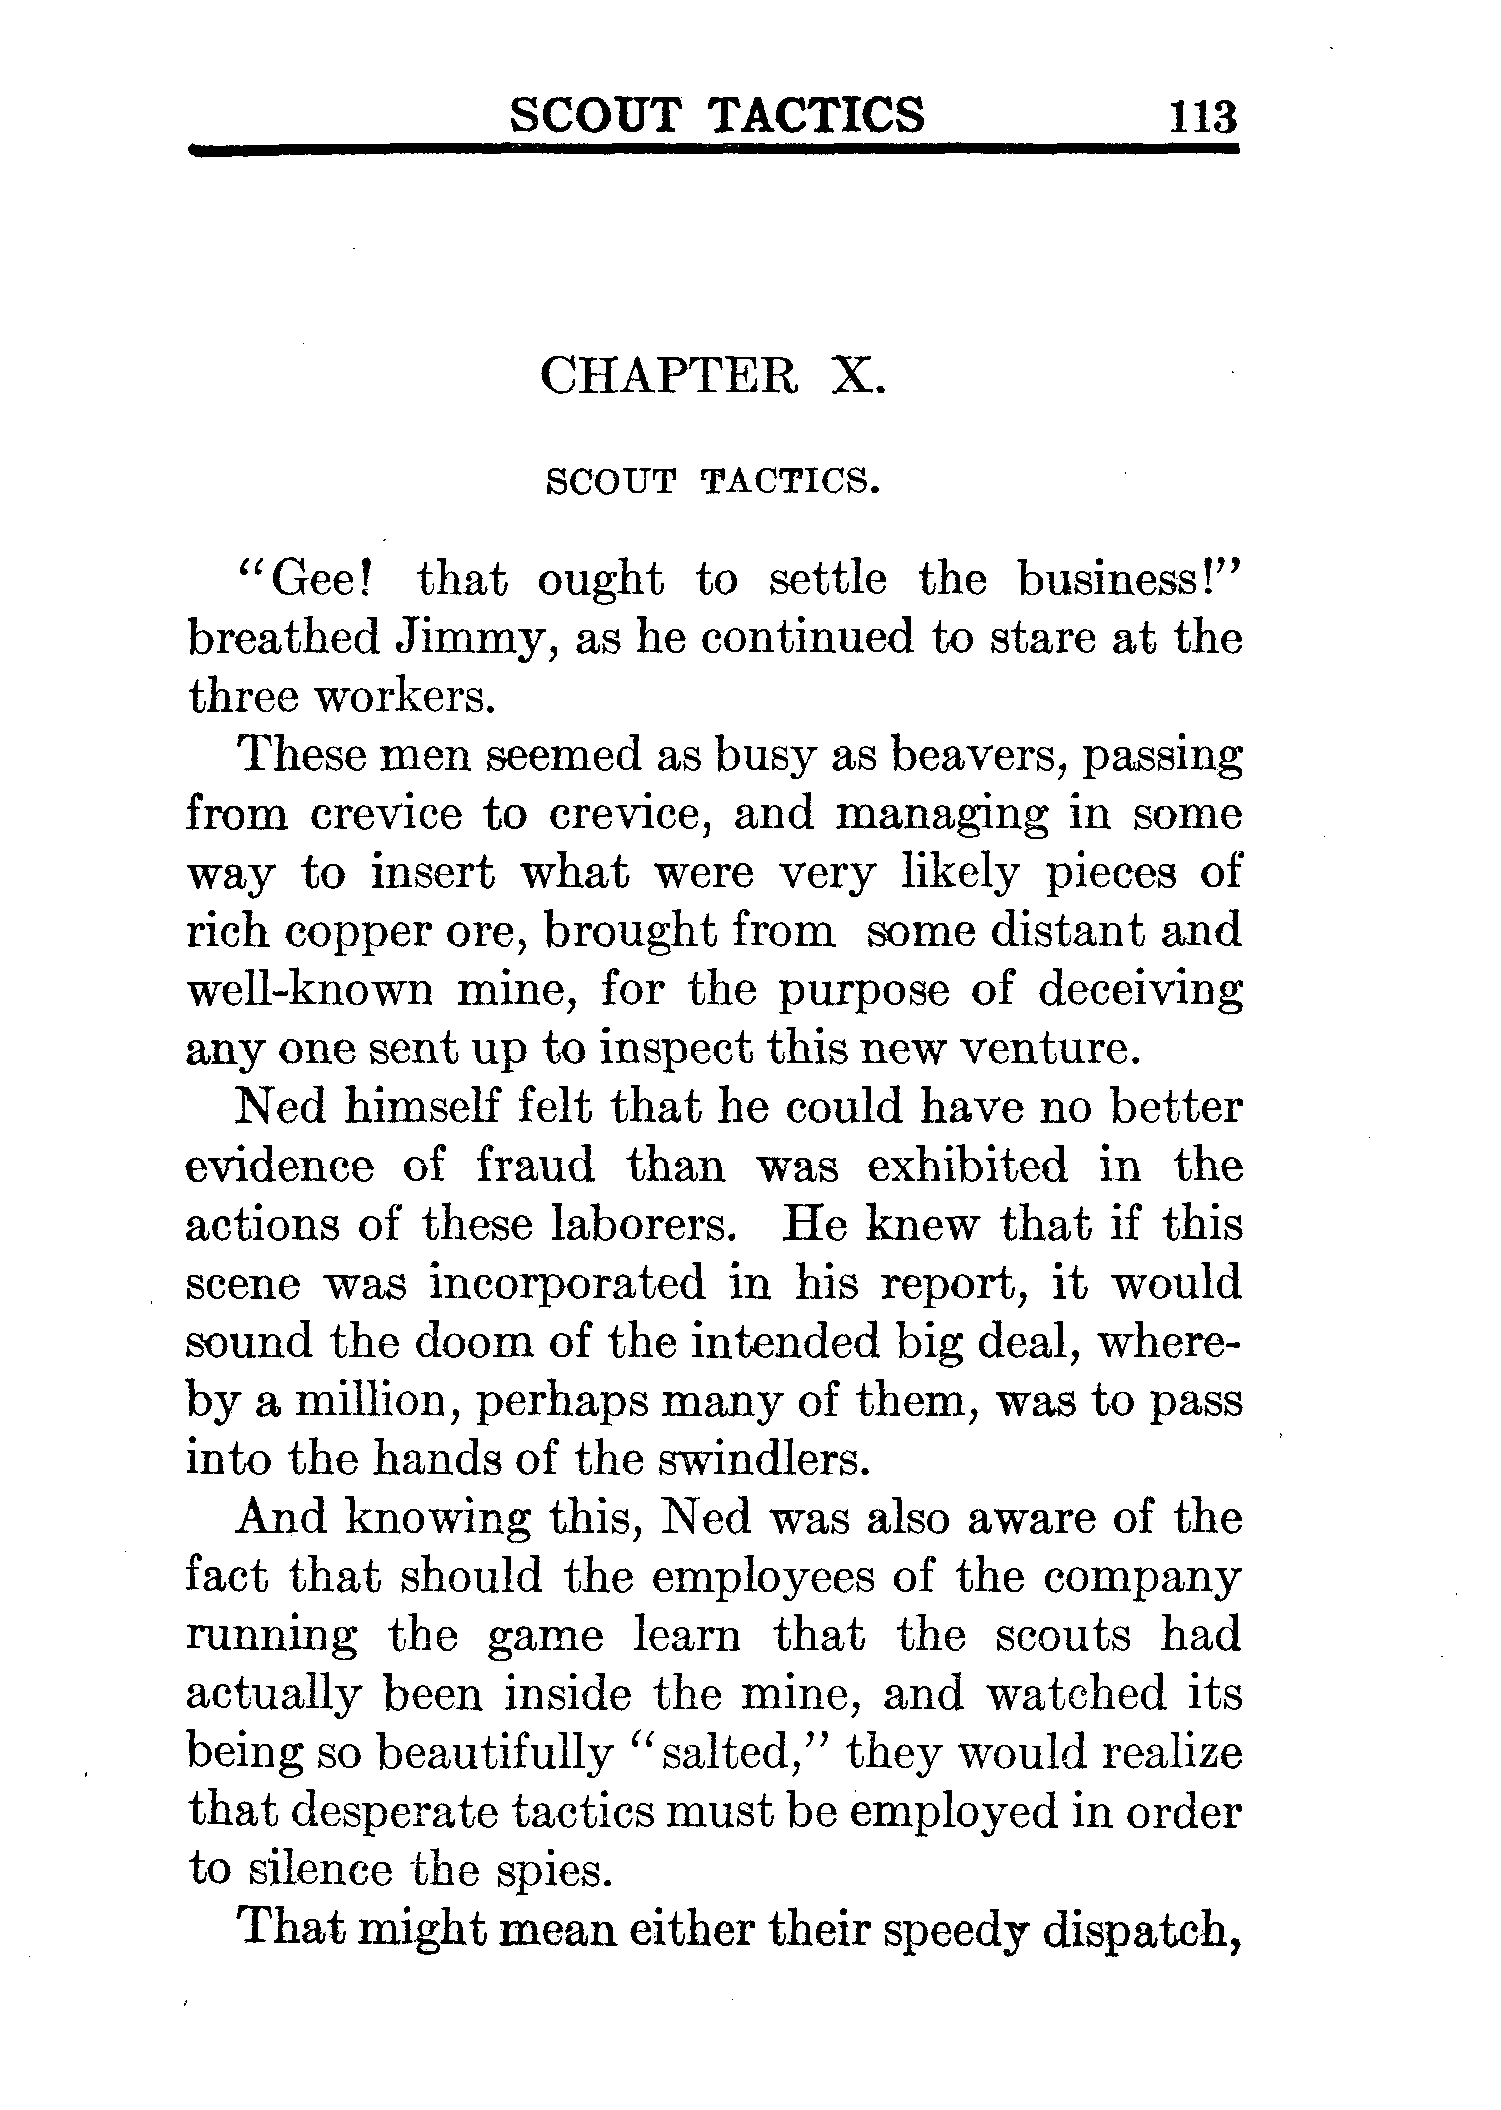 SCOUT TACTICS 113
CHAPTER X.
SCOUT TACTICS.
"Gee! that ought to settle the business!"
breathed Jimmy, as he continued to stare at the
three workers.
These men seemed as busy as beavers, passing
from crevice to crevice, and managing in some
way to insert what were very likely pieces of
rich copper ore, brought from some distant and
well-known mine, for the purpose of deceiving
any one sent up to inspect this new venture.
Ned himself felt that he could have no better
evidence of fraud than was exhibited in the
actions of these laborers. He knew that if this
scene was incorporated in his report, it would
sound the doom of the intended big deal, where-
by a million, perhaps many of them, was to pass
into the hands of the swindlers.
And knowing this, Ned was also aware of the
fact that should the employees of the company
running the game learn that the scouts had
actually been inside the mine, and watched its
being so beautifully "salted," they would realize
that desperate tactics must be employed in order
to silence the spies.
That might mean either their speedy dispatch,